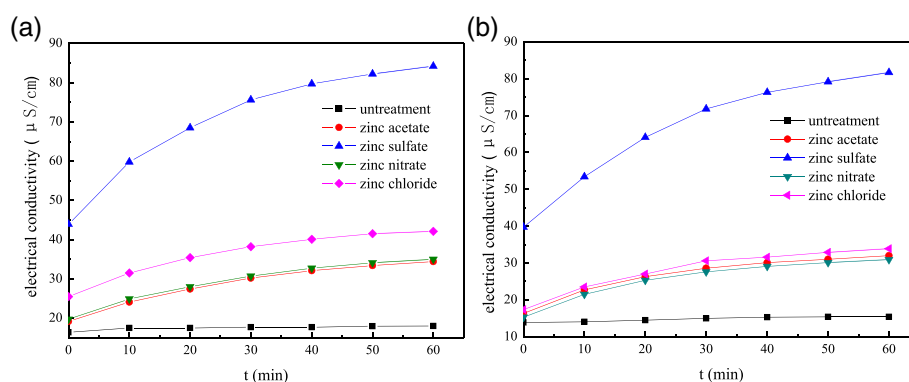 (a)
90
80
70
60
50
40
30
20
0 10 20 30 40 50 60
electrical conductivity ( μ S/cm)
t (min)
untreatment
zinc acetate
zinc sulfate
zinc nitrate
zinc chloride
(b)
90
80
70
60
50
40
30
20
10
0 10 20 30 40 50 60
electrical conductivity ( μ S/cm)
t (min)
untreatment
zinc acetate
zinc sulfate
zinc nitrate
zinc chloride